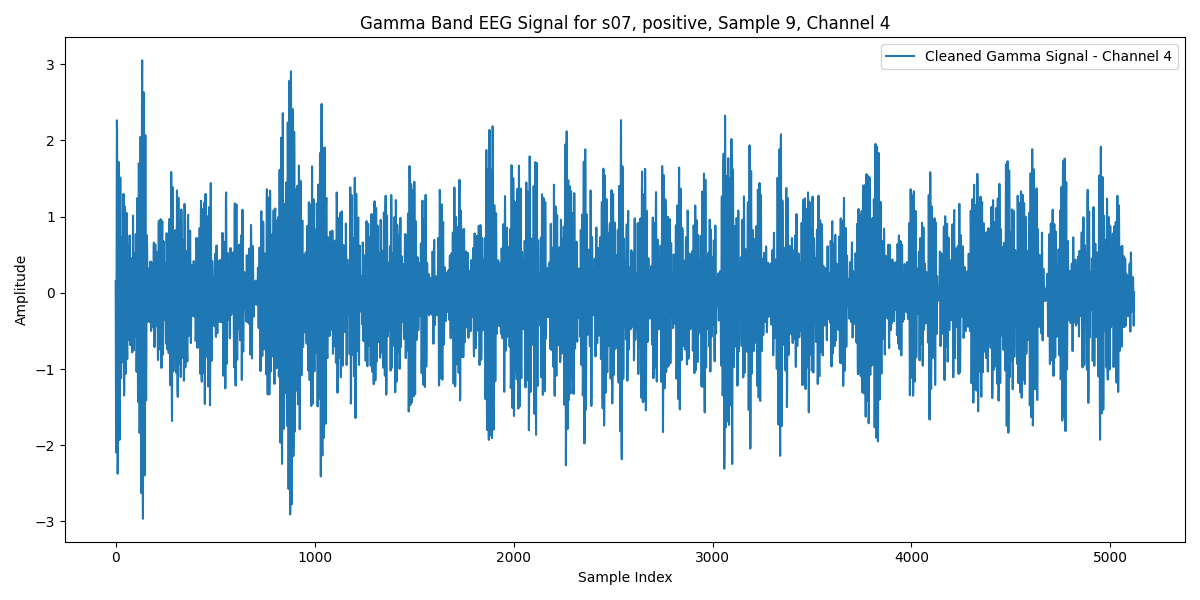 Gamma Band EEG Signal for s07, positive, Sample 9, Channel 4
Cleaned Gamma Signal - Channel 4
Amplitude
3
2
1
0
−1
−2
−3
0 1000 2000 3000 4000 5000
Sample Index